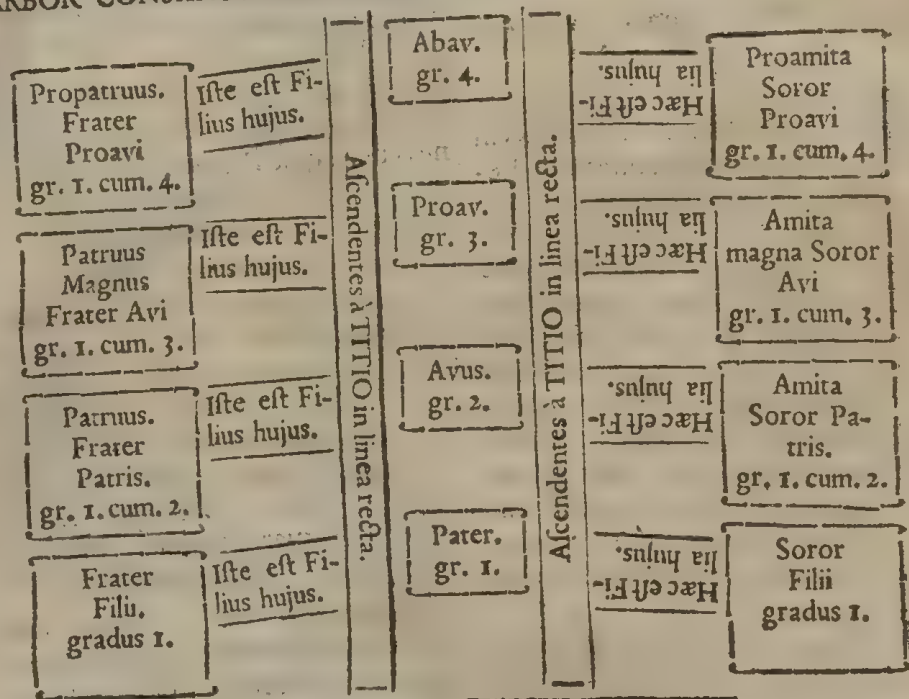 ARBOR
Propatruus.
Frater
Proavi
gr. 1. cum. 4.
Iſte eſt Fi-
lius hujus.
Patruus
Magnus
Frater Avi
gr. 1. cum. 3.
Iſte eſt Fi-
lius hujus.
Patruus.
Frater
Patris.
gr. 1. cum. 2.
Iſte eſt Fi-
lius hujus.
Frater
Filii.
gradus 1.
Iſte eſt Fi-
lius hujus.
Aſcendentes à TITIO in linea recta.
Abav.
gr. 4.
Proav.
gr. 3.
Avus.
gr. 2.
Pater.
gr. 1.
Aſcendentes à TITIO in linea recta.
Hæc eſt Fi-
lia hujus.
Proamita
Soror
Proavi
gr. 1. cum. 4.
Hæc eſt Fi-
lia hujus.
Amita
magna Soror
Avi
gr. 1. cum. 3.
Hæc eſt Fi-
lia hujus.
Amita
Soror Pa-
tris.
gr. 1. cum. 2.
Hæc eſt Fi-
lia hujus.
Soror
Filii
gradus 1.